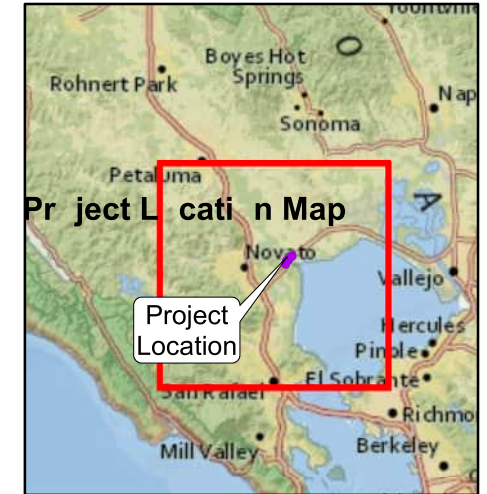 Yountville
Boyes Hot
Springs
Rohnert Park
Nap
Sonoma
Petaluma
Pr ject L cati n Map
Novato
Vallejo
Project
Location
Hercules
Pinole
El Sobrante
San Rafael
Richmo
Mill Valley
Berkeley